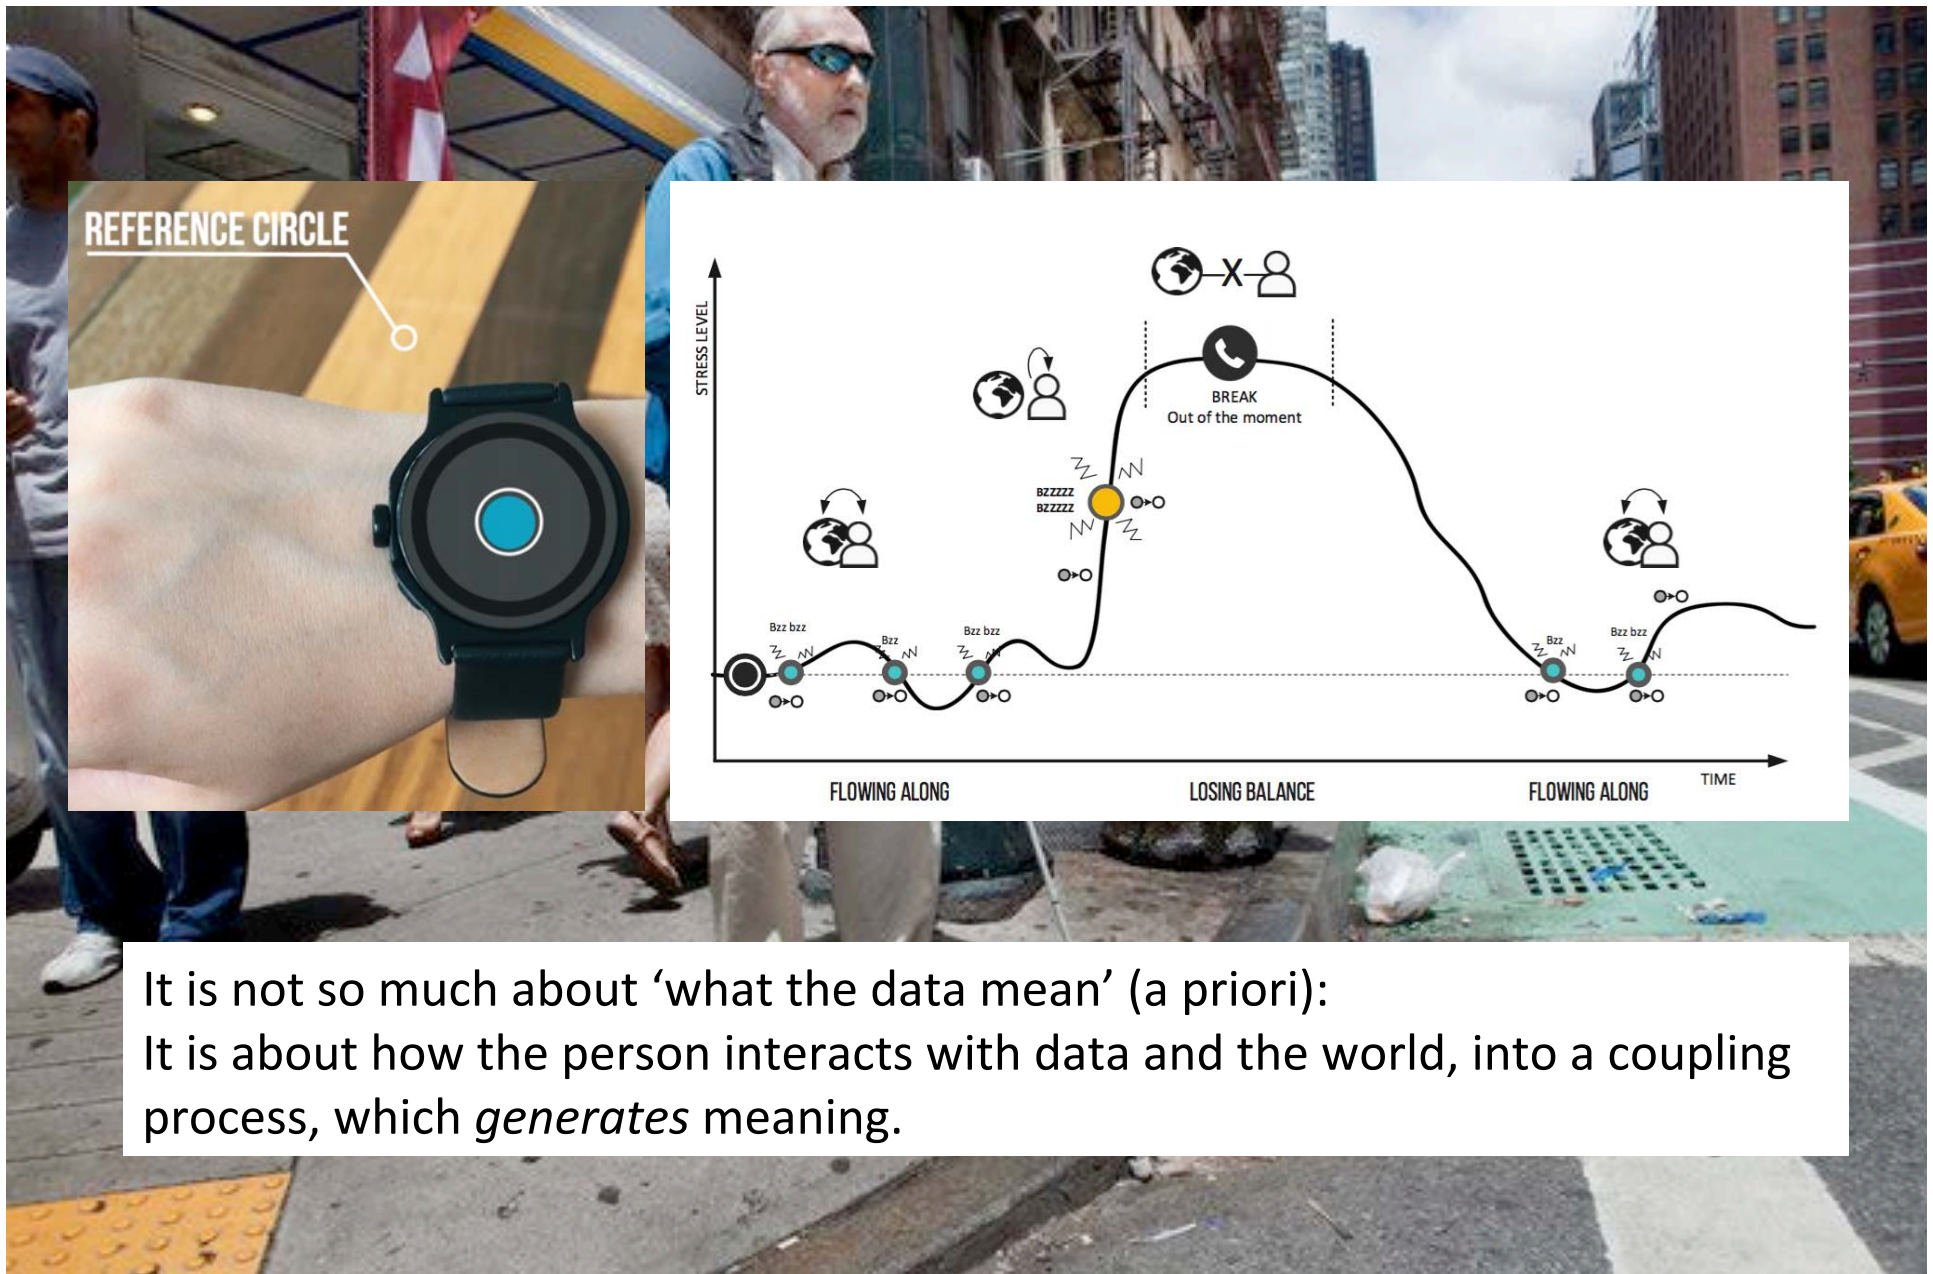 REFERENCE CIRCLE
STRESS LEVEL
X
BREAK
Out of the moment
BZZZZZ
BZZZZZ
Bzz bzz
Bzz
Bzz bzz
Bzz
Bzz bzz
TIME
FLOWING ALONG
LOSING BALANCE
FLOWING ALONG
It is not so much about ‘what the data mean’ (a priori):
It is about how the person interacts with data and the world, into a coupling
process, which generates meaning.